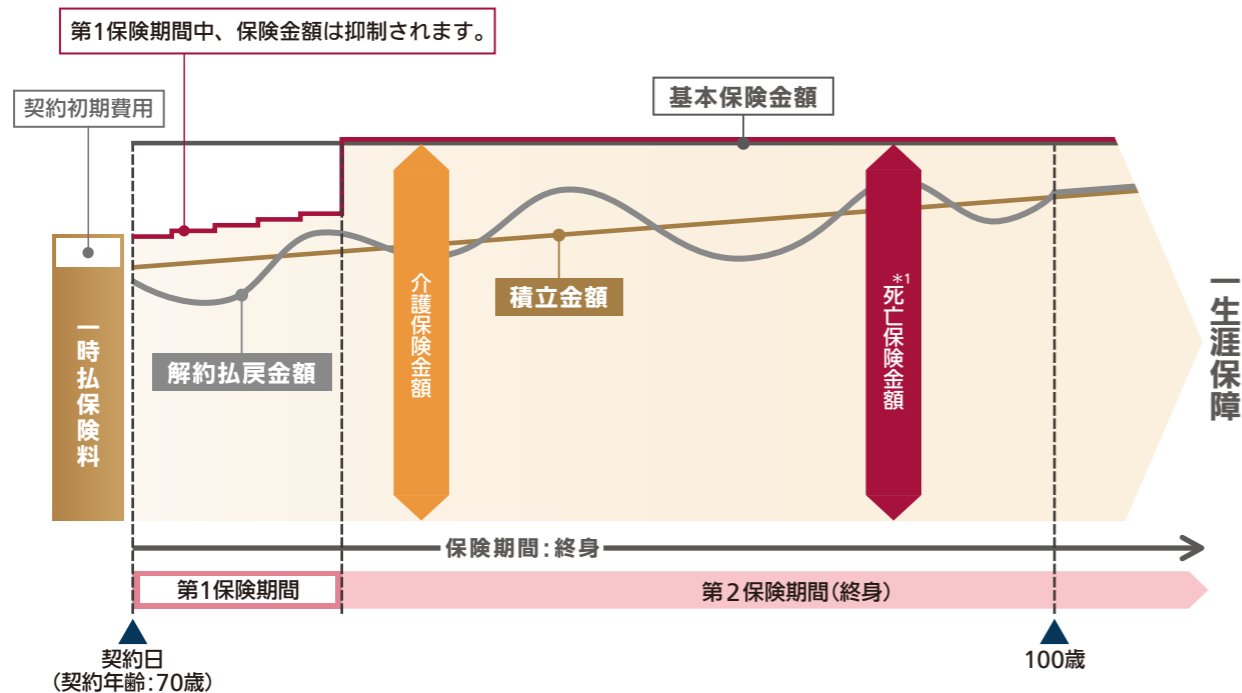 第1保険期間中、保険金額は抑制されます。
契約初期費用
基本保険金額
一時払保険料
解約払戻金額
介護保険金額
積立金額
*1死亡保険金額
一生涯保障
保険期間:終身
第1保険期間
第2保険期間(終身)
契約日
(契約年齢:70歳)
100歳